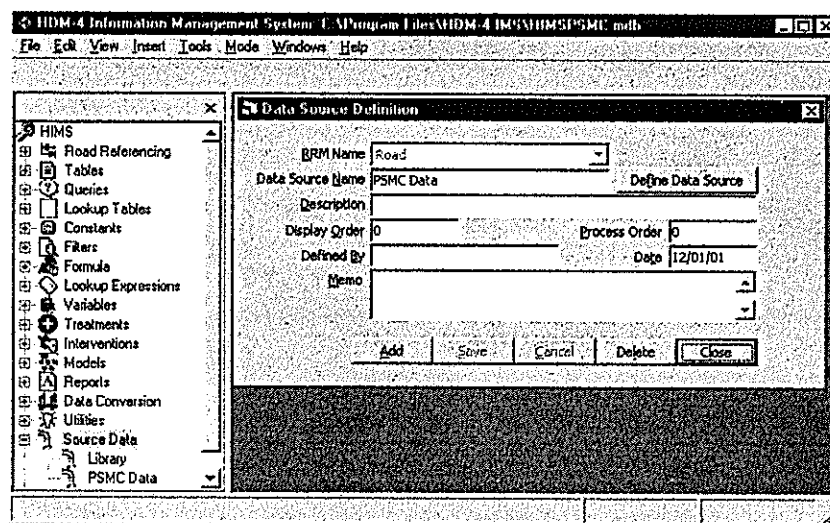 HDM-4 Information Management System: C:\Program Files\HDM-4 IMS\HIMSPSMC.mdb
File Edit View Insert Tools Mode Windows Help
HIMS
Road Referencing
Tables
Queries
Lookup Tables
Constants
Filters
Formula
Lookup Expressions
Variables
Treatments
Interventions
Models
Reports
Data Conversion
Utilities
Source Data
Library
PSMC Data
Data Source Definition
RRM Name Road
Data Source Name PSMC Data Define Data Source
Description
Display Order 0 Process Order 0
Defined By Date 12/01/01
Memo
Add Save Cancel Delete Close